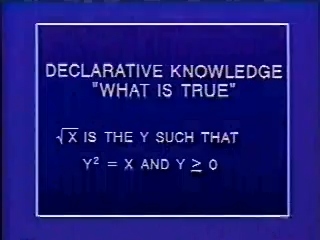 DECLARATIVE KNOWLEDGE
"WHAT IS TRUE"
√X IS THE Y SUCH THAT
Y² = X AND Y ≥ 0